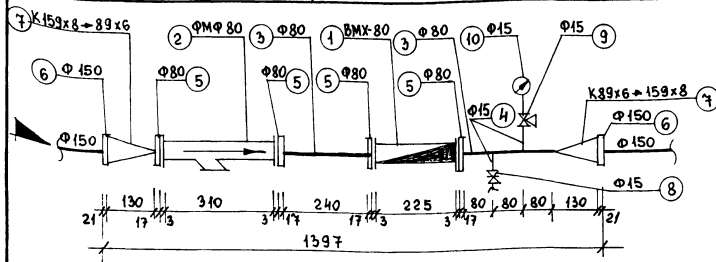 7 К159х8→89х6
2 ФМФ 80
3 Ф80
1 ВМХ-80
3 Ф80
10 Ф15
Ф15 9
6 Ф150
Ф80 5
Ф80 5
Ф80 5
5 Ф80
Ф15 4
К89х6→159х8 7
Ф150 6
Ф150
Ф150
Ф15 8
21 130 17 3 310 3 17 240 17 3 225 3 17 80 80 80 130 21
1397